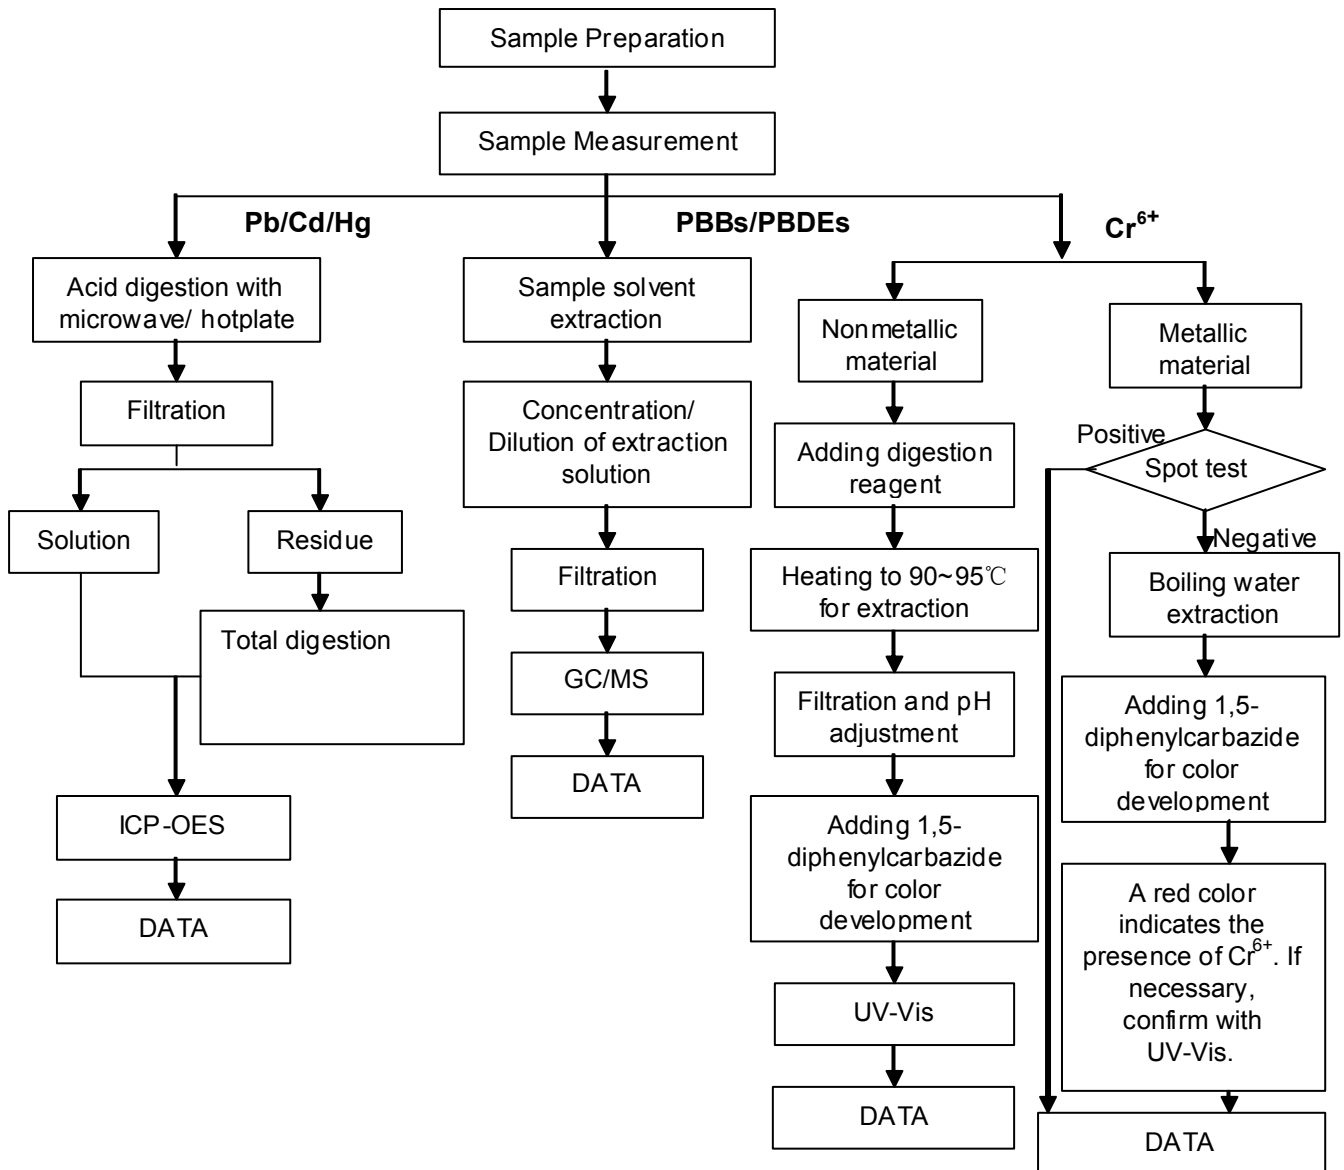 Sample Preparation
Sample Measurement
Pb/Cd/Hg
PBBs/PBDEs
Cr6+
Acid digestion with
microwave/ hotplate
Filtration
Solution
Residue
Total digestion
ICP-OES
DATA
Sample solvent
extraction
Concentration/
Dilution of extraction
solution
Filtration
GC/MS
DATA
Nonmetallic
material
Adding digestion
reagent
Heating to 90~95℃
for extraction
Filtration and pH
adjustment
Adding 1,5-
diphenylcarbazide
for color
development
UV-Vis
DATA
Metallic
material
Positive
Spot test
Negative
Boiling water
extraction
Adding 1,5-
diphenylcarbazide
for color
development
A red color
indicates the
presence of Cr6+. If
necessary,
confirm with
UV-Vis.
DATA